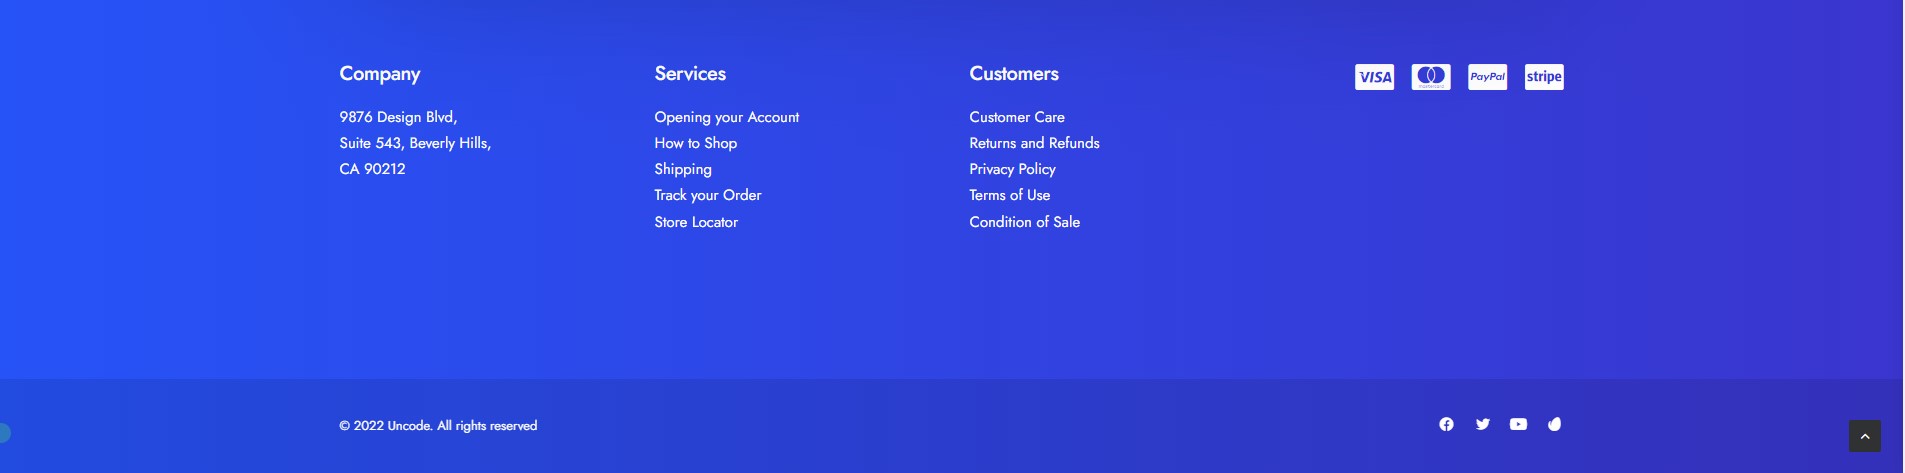 Company
9876 Design Blvd,
Suite 543, Beverly Hills,
CA 90212
Services
Opening your Account
How to Shop
Shipping
Track your Order
Store Locator
Customers
Customer Care
Returns and Refunds
Privacy Policy
Terms of Use
Condition of Sale
VISA
mastercard
PayPal
stripe
© 2022 Uncode. All rights reserved